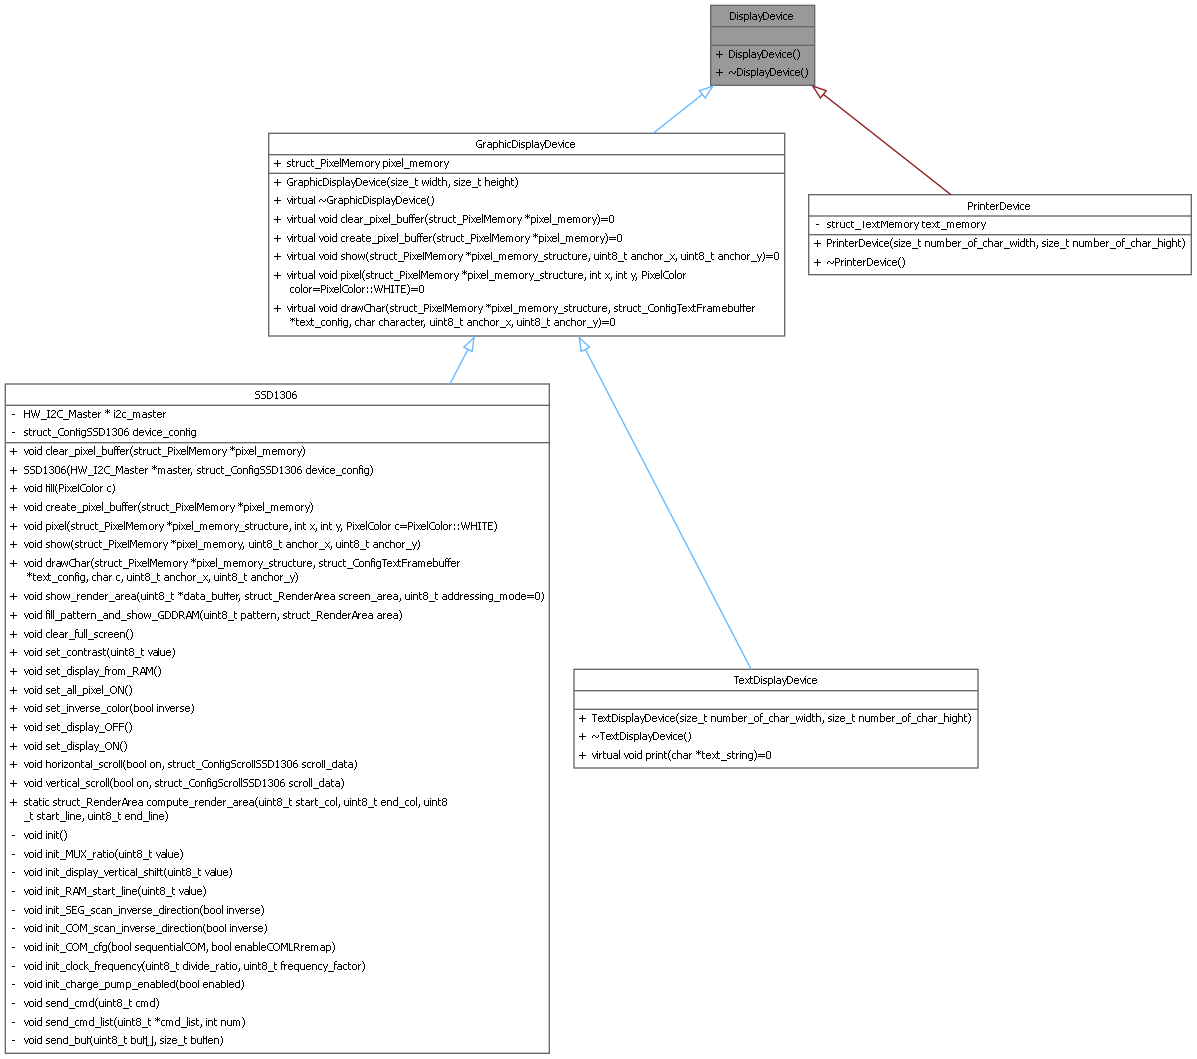 DisplayDevice
+ DisplayDevice()
+ ~DisplayDevice()
GraphicDisplayDevice
+ struct_PixelMemory pixel_memory
+ GraphicDisplayDevice(size_t width, size_t height)
+ virtual ~GraphicDisplayDevice()
+ virtual void clear_pixel_buffer(struct_PixelMemory *pixel_memory)=0
+ virtual void create_pixel_buffer(struct_PixelMemory *pixel_memory)=0
+ virtual void show(struct_PixelMemory *pixel_memory_structure, uint8_t anchor_x, uint8_t anchor_y)=0
+ virtual void pixel(struct_PixelMemory *pixel_memory_structure, int x, int y, PixelColor
color=PixelColor::WHITE)=0
+ virtual void drawChar(struct_PixelMemory *pixel_memory_structure, struct_ConfigTextFramebuffer
*text_config, char character, uint8_t anchor_x, uint8_t anchor_y)=0
PrinterDevice
- struct_TextMemory text_memory
+ PrinterDevice(size_t number_of_char_width, size_t number_of_char_hight)
+ ~PrinterDevice()
SSD1306
- HW_I2C_Master * i2c_master
- struct_ConfigSSD1306 device_config
+ void clear_pixel_buffer(struct_PixelMemory *pixel_memory)
+ SSD1306(HW_I2C_Master *master, struct_ConfigSSD1306 device_config)
+ void fill(PixelColor c)
+ void create_pixel_buffer(struct_PixelMemory *pixel_memory)
+ void pixel(struct_PixelMemory *pixel_memory_structure, int x, int y, PixelColor c=PixelColor::WHITE)
+ void show(struct_PixelMemory *pixel_memory, uint8_t anchor_x, uint8_t anchor_y)
+ void drawChar(struct_PixelMemory *pixel_memory_structure, struct_ConfigTextFramebuffer
*text_config, char c, uint8_t anchor_x, uint8_t anchor_y)
+ void show_render_area(uint8_t *data_buffer, struct_RenderArea screen_area, uint8_t addressing_mode=0)
+ void fill_pattern_and_show_GDDRAM(uint8_t pattern, struct_RenderArea area)
+ void clear_full_screen()
+ void set_contrast(uint8_t value)
+ void set_display_from_RAM()
+ void set_all_pixel_ON()
+ void set_inverse_color(bool inverse)
+ void set_display_OFF()
+ void set_display_ON()
+ void horizontal_scroll(bool on, struct_ConfigScrollSSD1306 scroll_data)
+ void vertical_scroll(bool on, struct_ConfigScrollSSD1306 scroll_data)
+ static struct_RenderArea compute_render_area(uint8_t start_col, uint8_t end_col, uint8
_t start_line, uint8_t end_line)
- void init()
- void init_MUX_ratio(uint8_t value)
- void init_display_vertical_shift(uint8_t value)
- void init_RAM_start_line(uint8_t value)
- void init_SEG_scan_inverse_direction(bool inverse)
- void init_COM_scan_inverse_direction(bool inverse)
- void init_COM_cfg(bool sequentialCOM, bool enableCOMLRremap)
- void init_clock_frequency(uint8_t divide_ratio, uint8_t frequency_factor)
- void init_charge_pump_enabled(bool enabled)
- void send_cmd(uint8_t cmd)
- void send_cmd_list(uint8_t *cmd_list, int num)
- void send_buf(uint8_t buf[], size_t buflen)
TextDisplayDevice
+ TextDisplayDevice(size_t number_of_char_width, size_t number_of_char_hight)
+ ~TextDisplayDevice()
+ virtual void print(char *text_string)=0